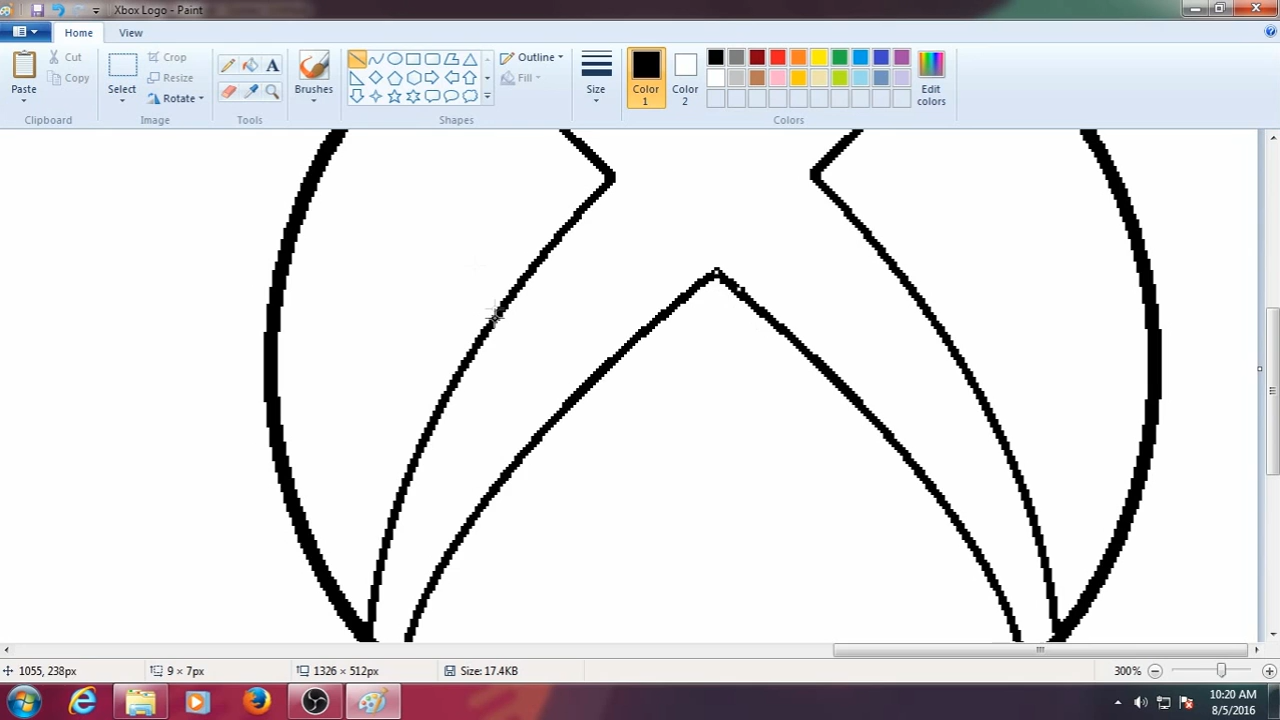 Xbox Logo - Paint
Home View
Paste
Cut
Copy
Clipboard
Select
Crop
Resize
Rotate
Image
A
Tools
Brushes
Outline
Fill
Shapes
Size
Color 1
Color 2
Edit colors
Colors
1055, 238px
9 × 7px
1326 × 512px
Size: 17.4KB
300%
10:20 AM
8/5/2016